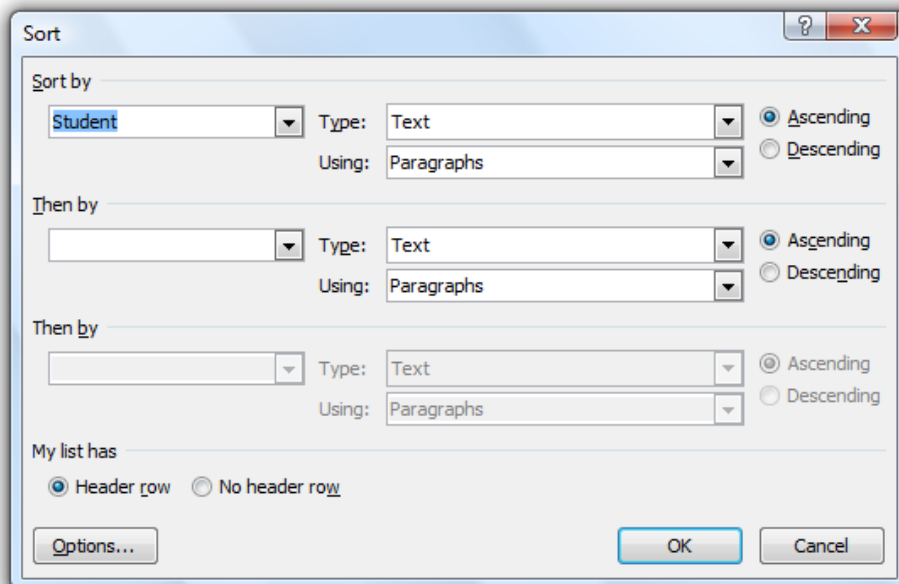 Sort
Sort by
Student Type: Text Ascending
Using: Paragraphs Descending
Then by
Type: Text Ascending
Using: Paragraphs Descending
Then by
Type: Text Ascending
Using: Paragraphs Descending
My list has
Header row No header row
Options... OK Cancel